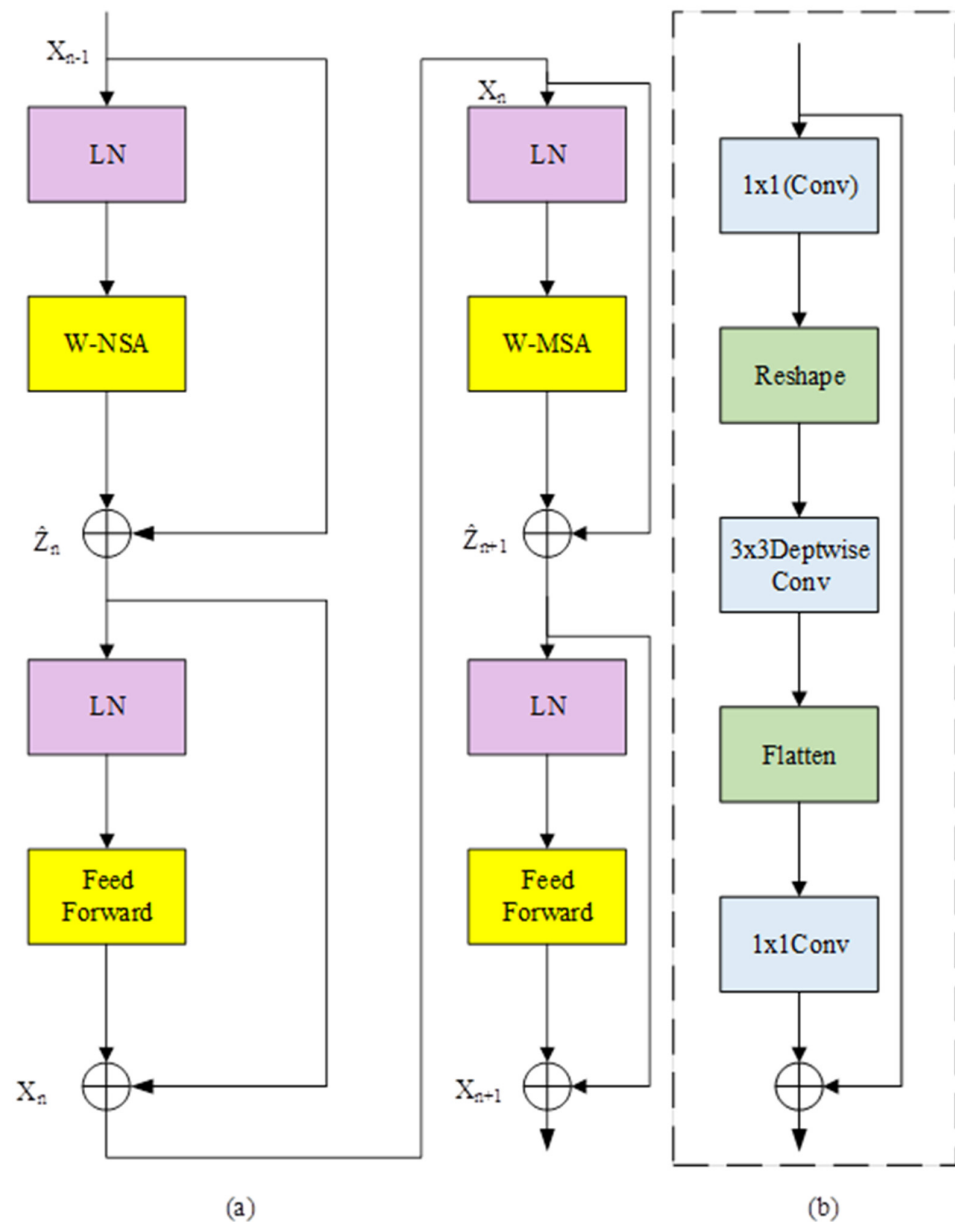 Xn-1
LN
W-NSA
Ẑn
LN
Feed
Forward
Xn
Xn
LN
W-MSA
Ẑn+1
LN
Feed
Forward
Xn+1
(a)
1x1(Conv)
Reshape
3x3Deptwise
Conv
Flatten
1x1Conv
(b)